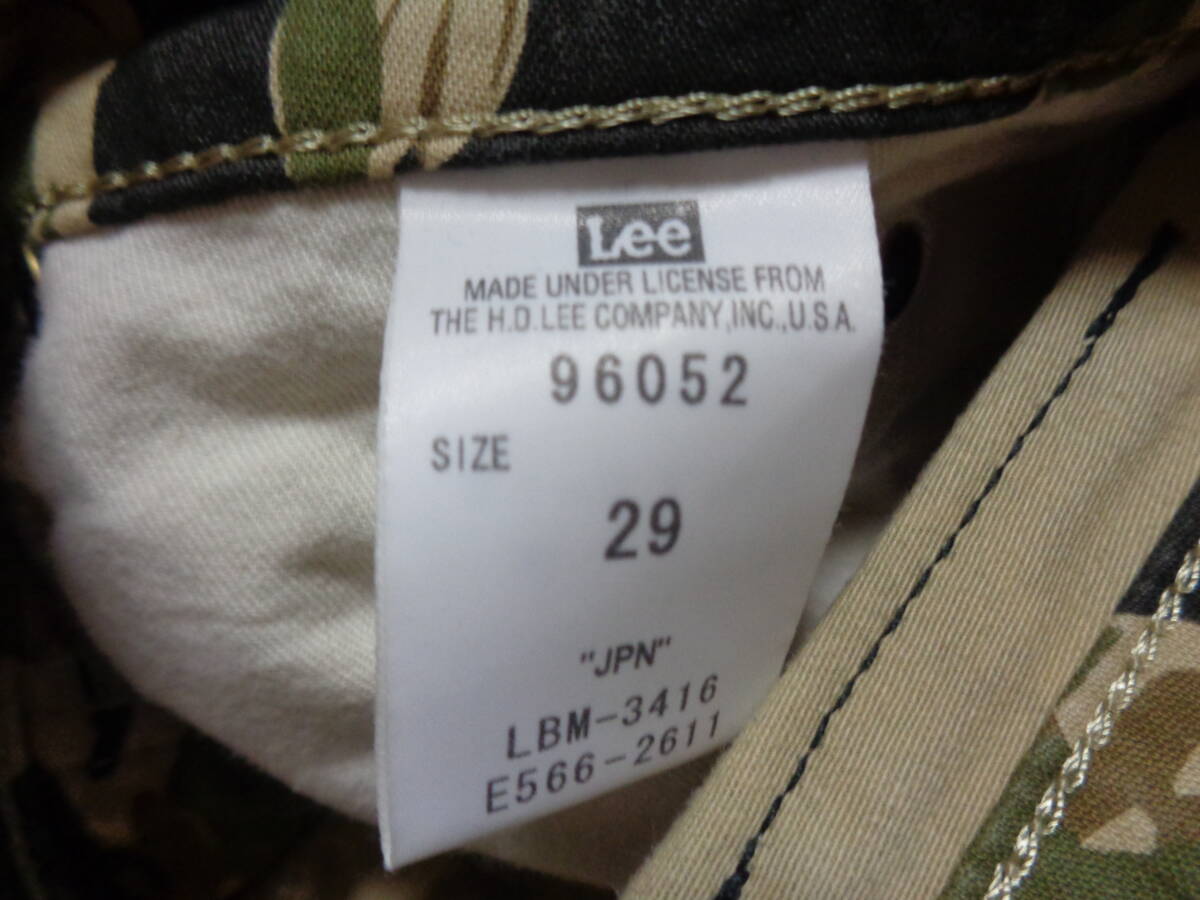 Lee
MADE UNDER LICENSE FROM
THE H.D.LEE COMPANY,INC.,U.S.A.
96052
SIZE
29
"JPN"
LBM-3416
E566-2611